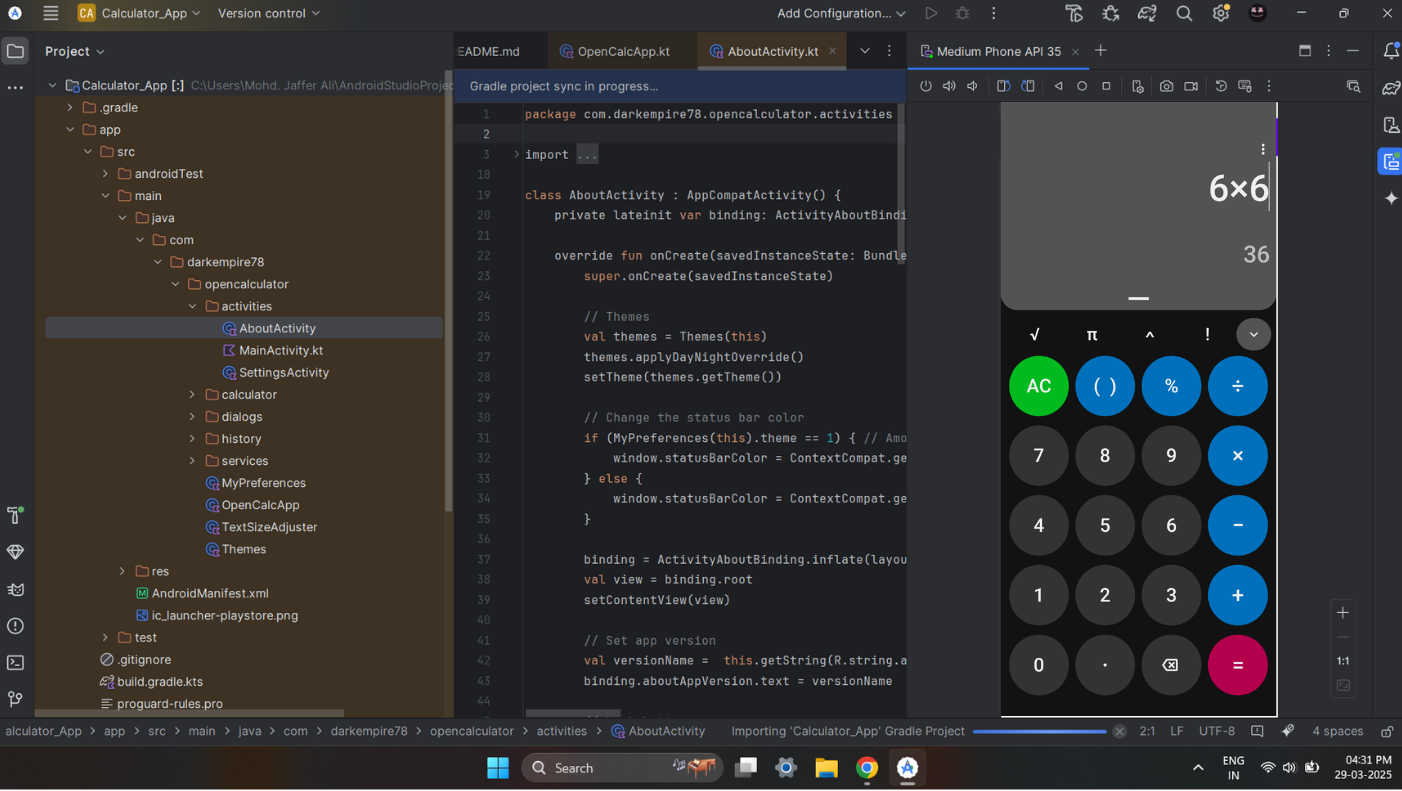 CA Calculator_App Version control Add Configuration...
Project
Calculator_App [:] C:\Users\Mohd. Jaffer Ali\AndroidStudioProjec
.gradle
app
src
androidTest
main
java
com
darkempire78
opencalculator
activities
AboutActivity
MainActivity.kt
SettingsActivity
calculator
dialogs
history
services
MyPreferences
OpenCalcApp
TextSizeAdjuster
Themes
res
M AndroidManifest.xml
ic_launcher-playstore.png
test
.gitignore
build.gradle.kts
proguard-rules.pro
EADME.md OpenCalcApp.kt AboutActivity.kt
Gradle project sync in progress...
1 package com.darkempire78.opencalculator.activities
2
3 import ...
18
19 class AboutActivity : AppCompatActivity() {
20 private lateinit var binding: ActivityAboutBindi
21
22 override fun onCreate(savedInstanceState: Bundle
23 super.onCreate(savedInstanceState)
24
25 // Themes
26 val themes = Themes(this)
27 themes.applyDayNightOverride()
28 setTheme(themes.getTheme())
29
30 // Change the status bar color
31 if (MyPreferences(this).theme == 1) { // Amo
32 window.statusBarColor = ContextCompat.ge
33 } else {
34 window.statusBarColor = ContextCompat.ge
35 }
36
37 binding = ActivityAboutBinding.inflate(layou
38 val view = binding.root
39 setContentView(view)
40
41 // Set app version
42 val versionName = this.getString(R.string.a
43 binding.aboutAppVersion.text = versionName
44
Medium Phone API 35
6×6
36
√ π ^ !
AC ( ) % ÷
7 8 9 ×
4 5 6 −
1 2 3 +
0 · =
1:1
alculator_App > app > src > main > java > com > darkempire78 > opencalculator > activities > AboutActivity Importing 'Calculator_App' Gradle Project 2:1 LF UTF-8 4 spaces
Search
ENG
IN
04:31 PM
29-03-2025